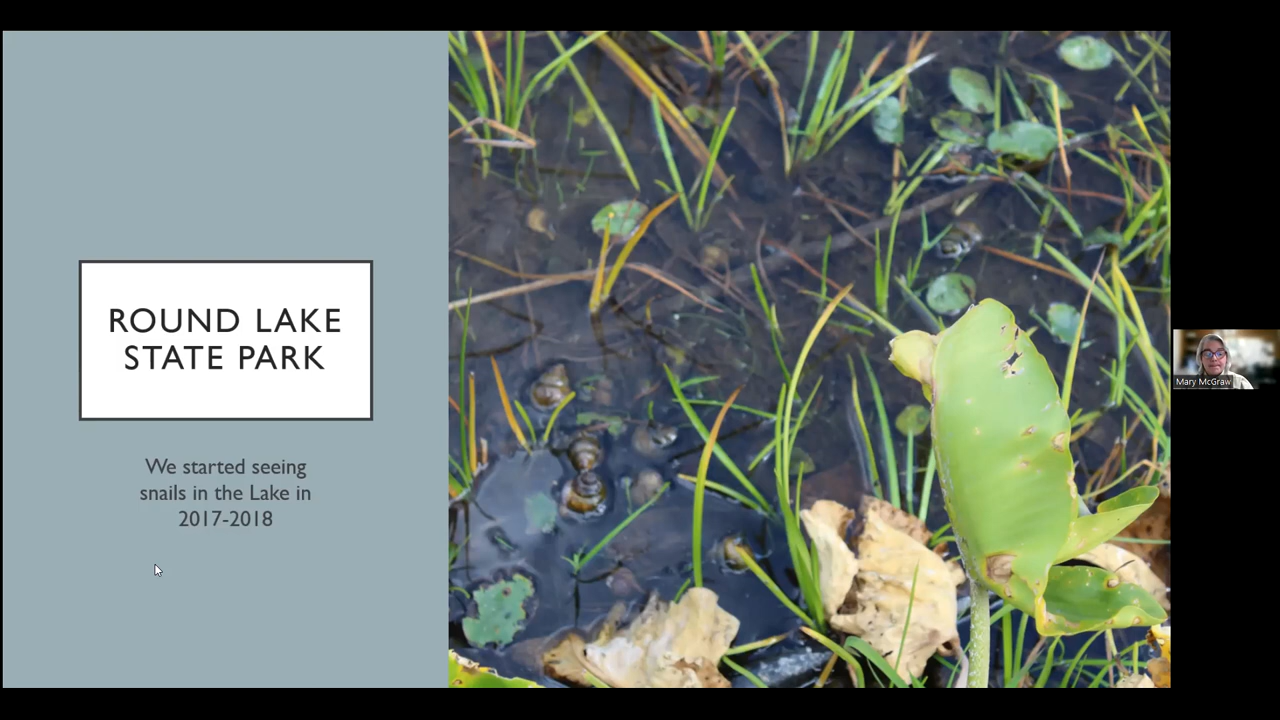 ROUND LAKE
STATE PARK
We started seeing
snails in the Lake in
2017-2018
Mary McGraw